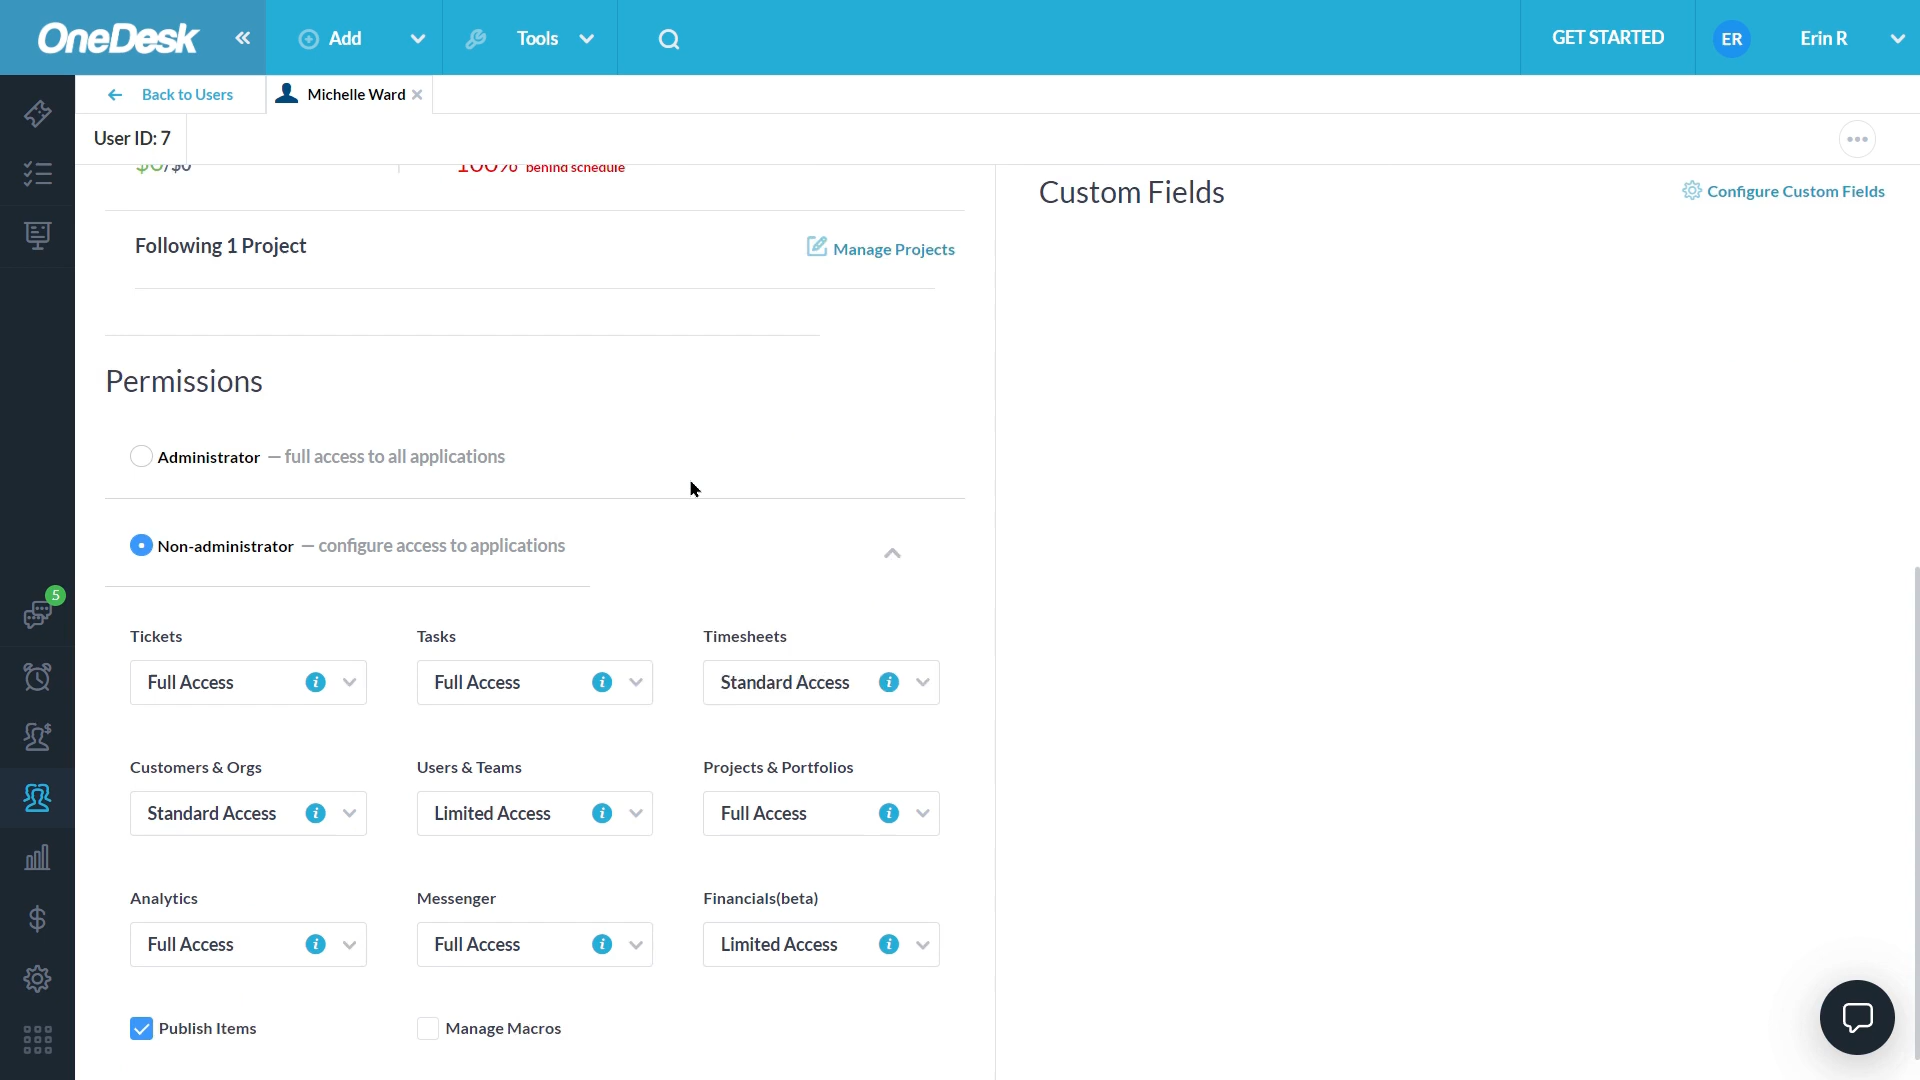 OneDesk
Add
Tools
GET STARTED
ER
Erin R
Back to Users
Michelle Ward
User ID: 7
$0/$0
100% behind schedule
Custom Fields
Configure Custom Fields
Following 1 Project
Manage Projects
Permissions
Administrator — full access to all applications
Non-administrator — configure access to applications
5
Tickets
Tasks
Timesheets
Full Access
Full Access
Standard Access
Customers & Orgs
Users & Teams
Projects & Portfolios
Standard Access
Limited Access
Full Access
Analytics
Messenger
Financials(beta)
Full Access
Full Access
Limited Access
Publish Items
Manage Macros